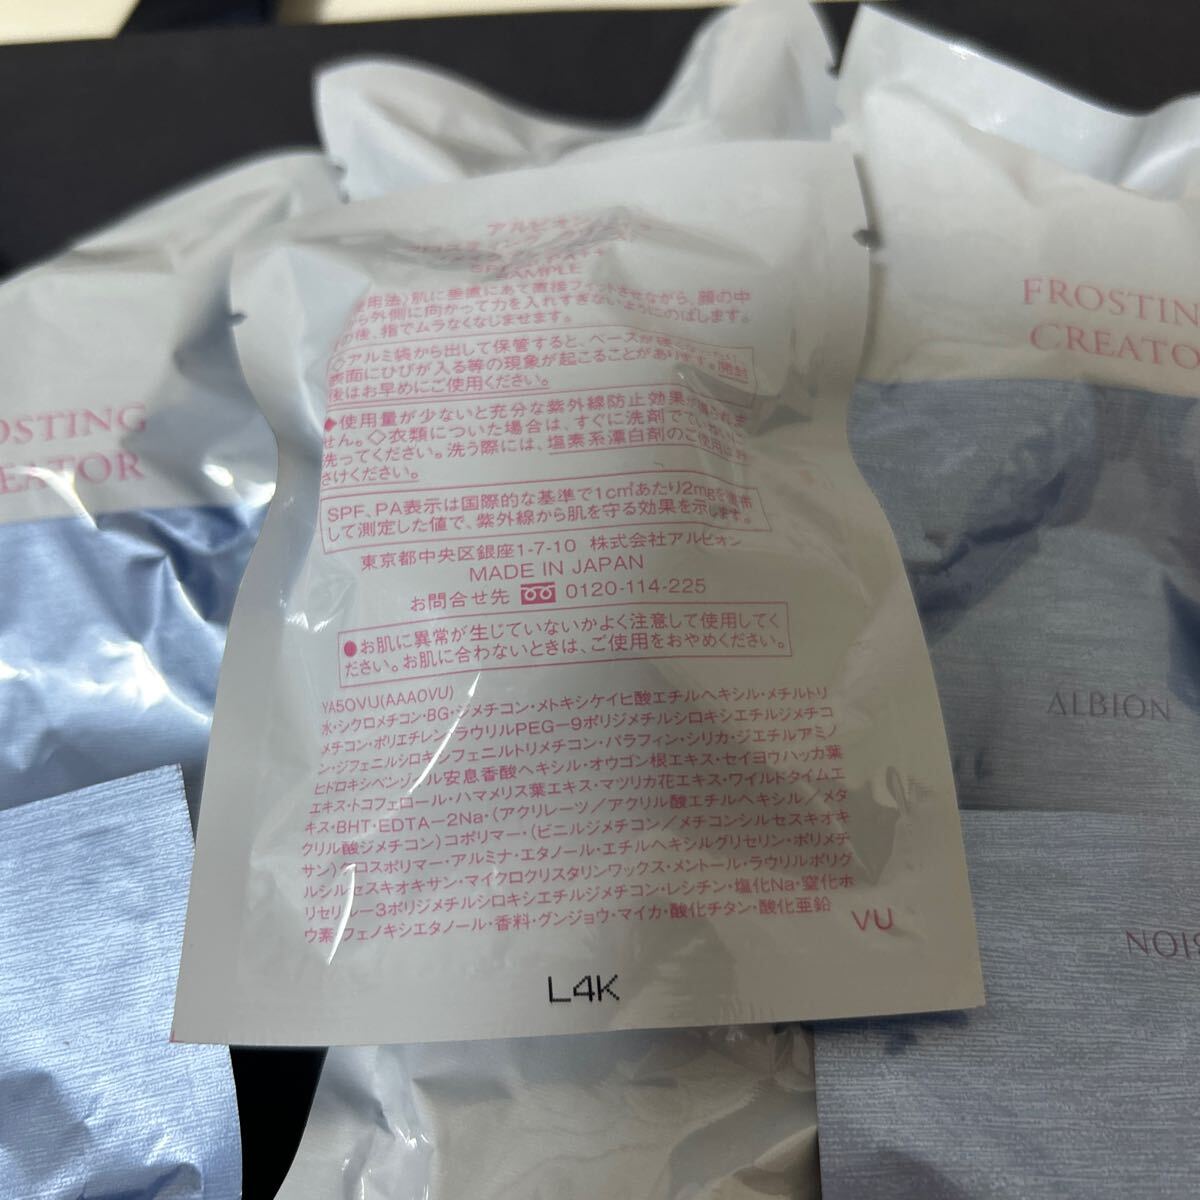 アルビオン
SAMPLE
肌に垂直にあて直接フィットさせながら、顔の中
から外側に向かって力を入れすぎないようにのばします。
その後、指でムラなくなじませます。
◇アルミ袋から出して保管すると、ベースが
表面にひびが入る等の現象が起こることがあります。開封
後はお早めにご使用ください。
◆使用量が少ないと充分な紫外線防止効果が得られま
せん。◇衣類についた場合は、すぐに洗剤でていねいに
洗ってください。洗う際には、塩素系漂白剤のご使用はお
さけください。
SPF、PA表示は国際的な基準で1c㎡あたり2mgを塗布
して測定した値で、紫外線から肌を守る効果を示します。
東京都中央区銀座1-7-10 株式会社アルビオン
MADE IN JAPAN
お問合せ先 0120-114-225
●お肌に異常が生じていないかよく注意して使用してく
ださい。お肌に合わないときは、ご使用をおやめください。
YA50VU(AAA0VU)
水・シクロメチコン・BG・ジメチコン・メトキシケイヒ酸エチルヘキシル・メチルトリ
メチコン・ポリエチレン・ラウリルPEG－9ポリジメチルシロキシエチルジメチコ
ン・ジフェニルシロキシフェニルトリメチコン・パラフィン・シリカ・ジエチルアミノ
ヒドロキシベンゾイル安息香酸ヘキシル・オウゴン根エキス・セイヨウハッカ葉
エキス・トコフェロール・ハマメリス葉エキス・マツリカ花エキス・ワイルドタイムエ
キス・BHT・EDTA－2Na・（アクリレーツ／アクリル酸エチルヘキシル／メタ
クリル酸ジメチコン）コポリマー・（ビニルジメチコン／メチコンシルセスキオキ
サン）クロスポリマー・アルミナ・エタノール・エチルヘキシルグリセリン・ポリメチ
ルシルセスキオキサン・マイクロクリスタリンワックス・メントール・ラウリルポリグ
リセリル－3ポリジメチルシロキシエチルジメチコン・レシチン・塩化Na・窒化ホ
ウ素・フェノキシエタノール・香料・グンジョウ・マイカ・酸化チタン・酸化亜鉛
VU
L4K
OSTING
EATOR
FROSTIN
CREATO
ALBION
NOIS